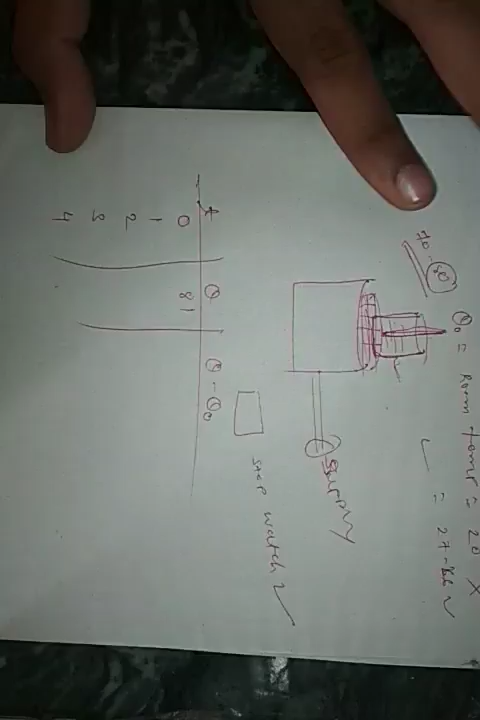 θ₀ = Room temp = 20 X
= 27-28 ✓
70 - 80
supply
stop watch ✓
t θ θ - θ₀
0 81
1
2
3
4